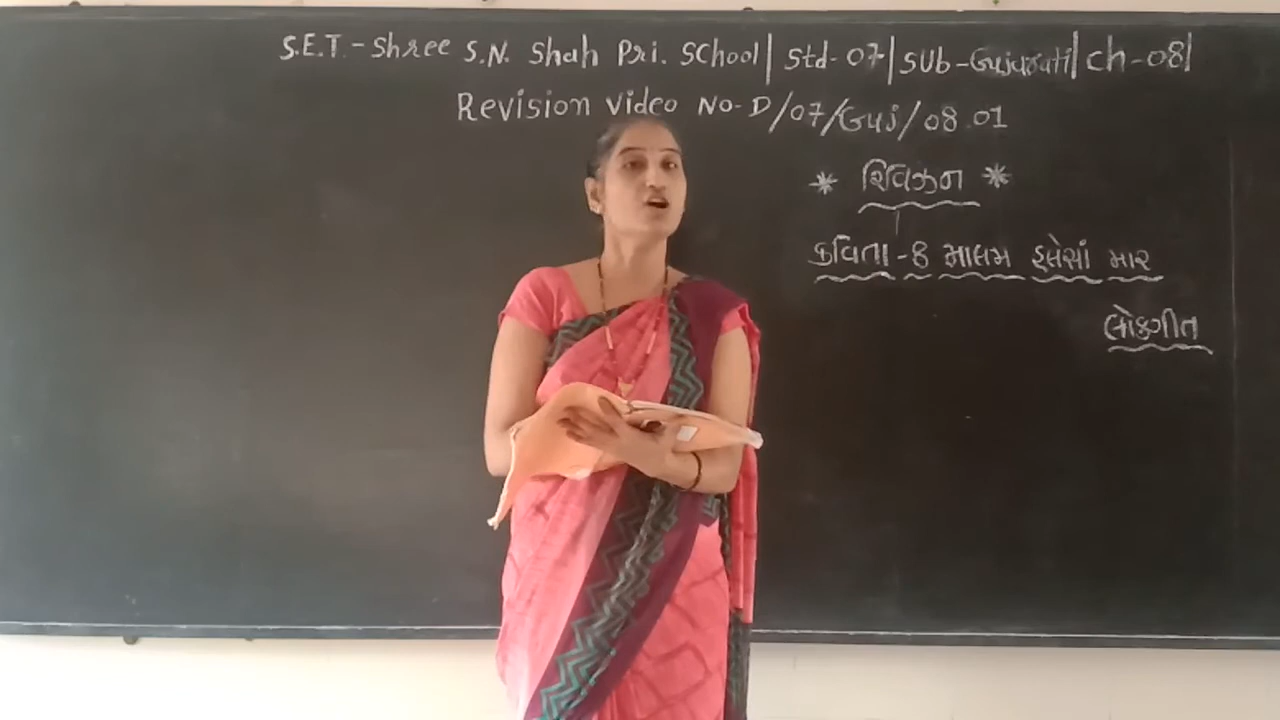 S.E.T. - Shree S.N. Shah Pri. School | Std - 07 | Sub - Gujarati | Ch - 08 |
Revision Video No - D/07/Guj/08.01
* રિવિઝન *
કવિતા - 8 માલમ હલેસાં માર
લોકગીત